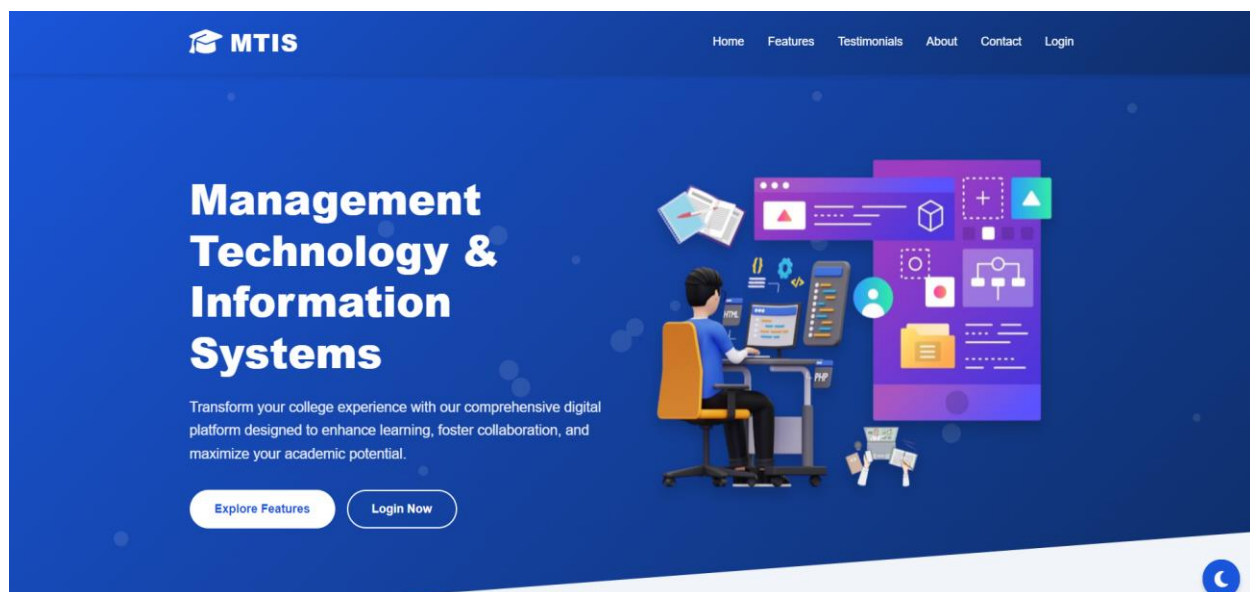 MTIS
Home Features Testimonials About Contact Login
Management
Technology &
Information
Systems
Transform your college experience with our comprehensive digital
platform designed to enhance learning, foster collaboration, and
maximize your academic potential.
Explore Features Login Now
HTML
PHP